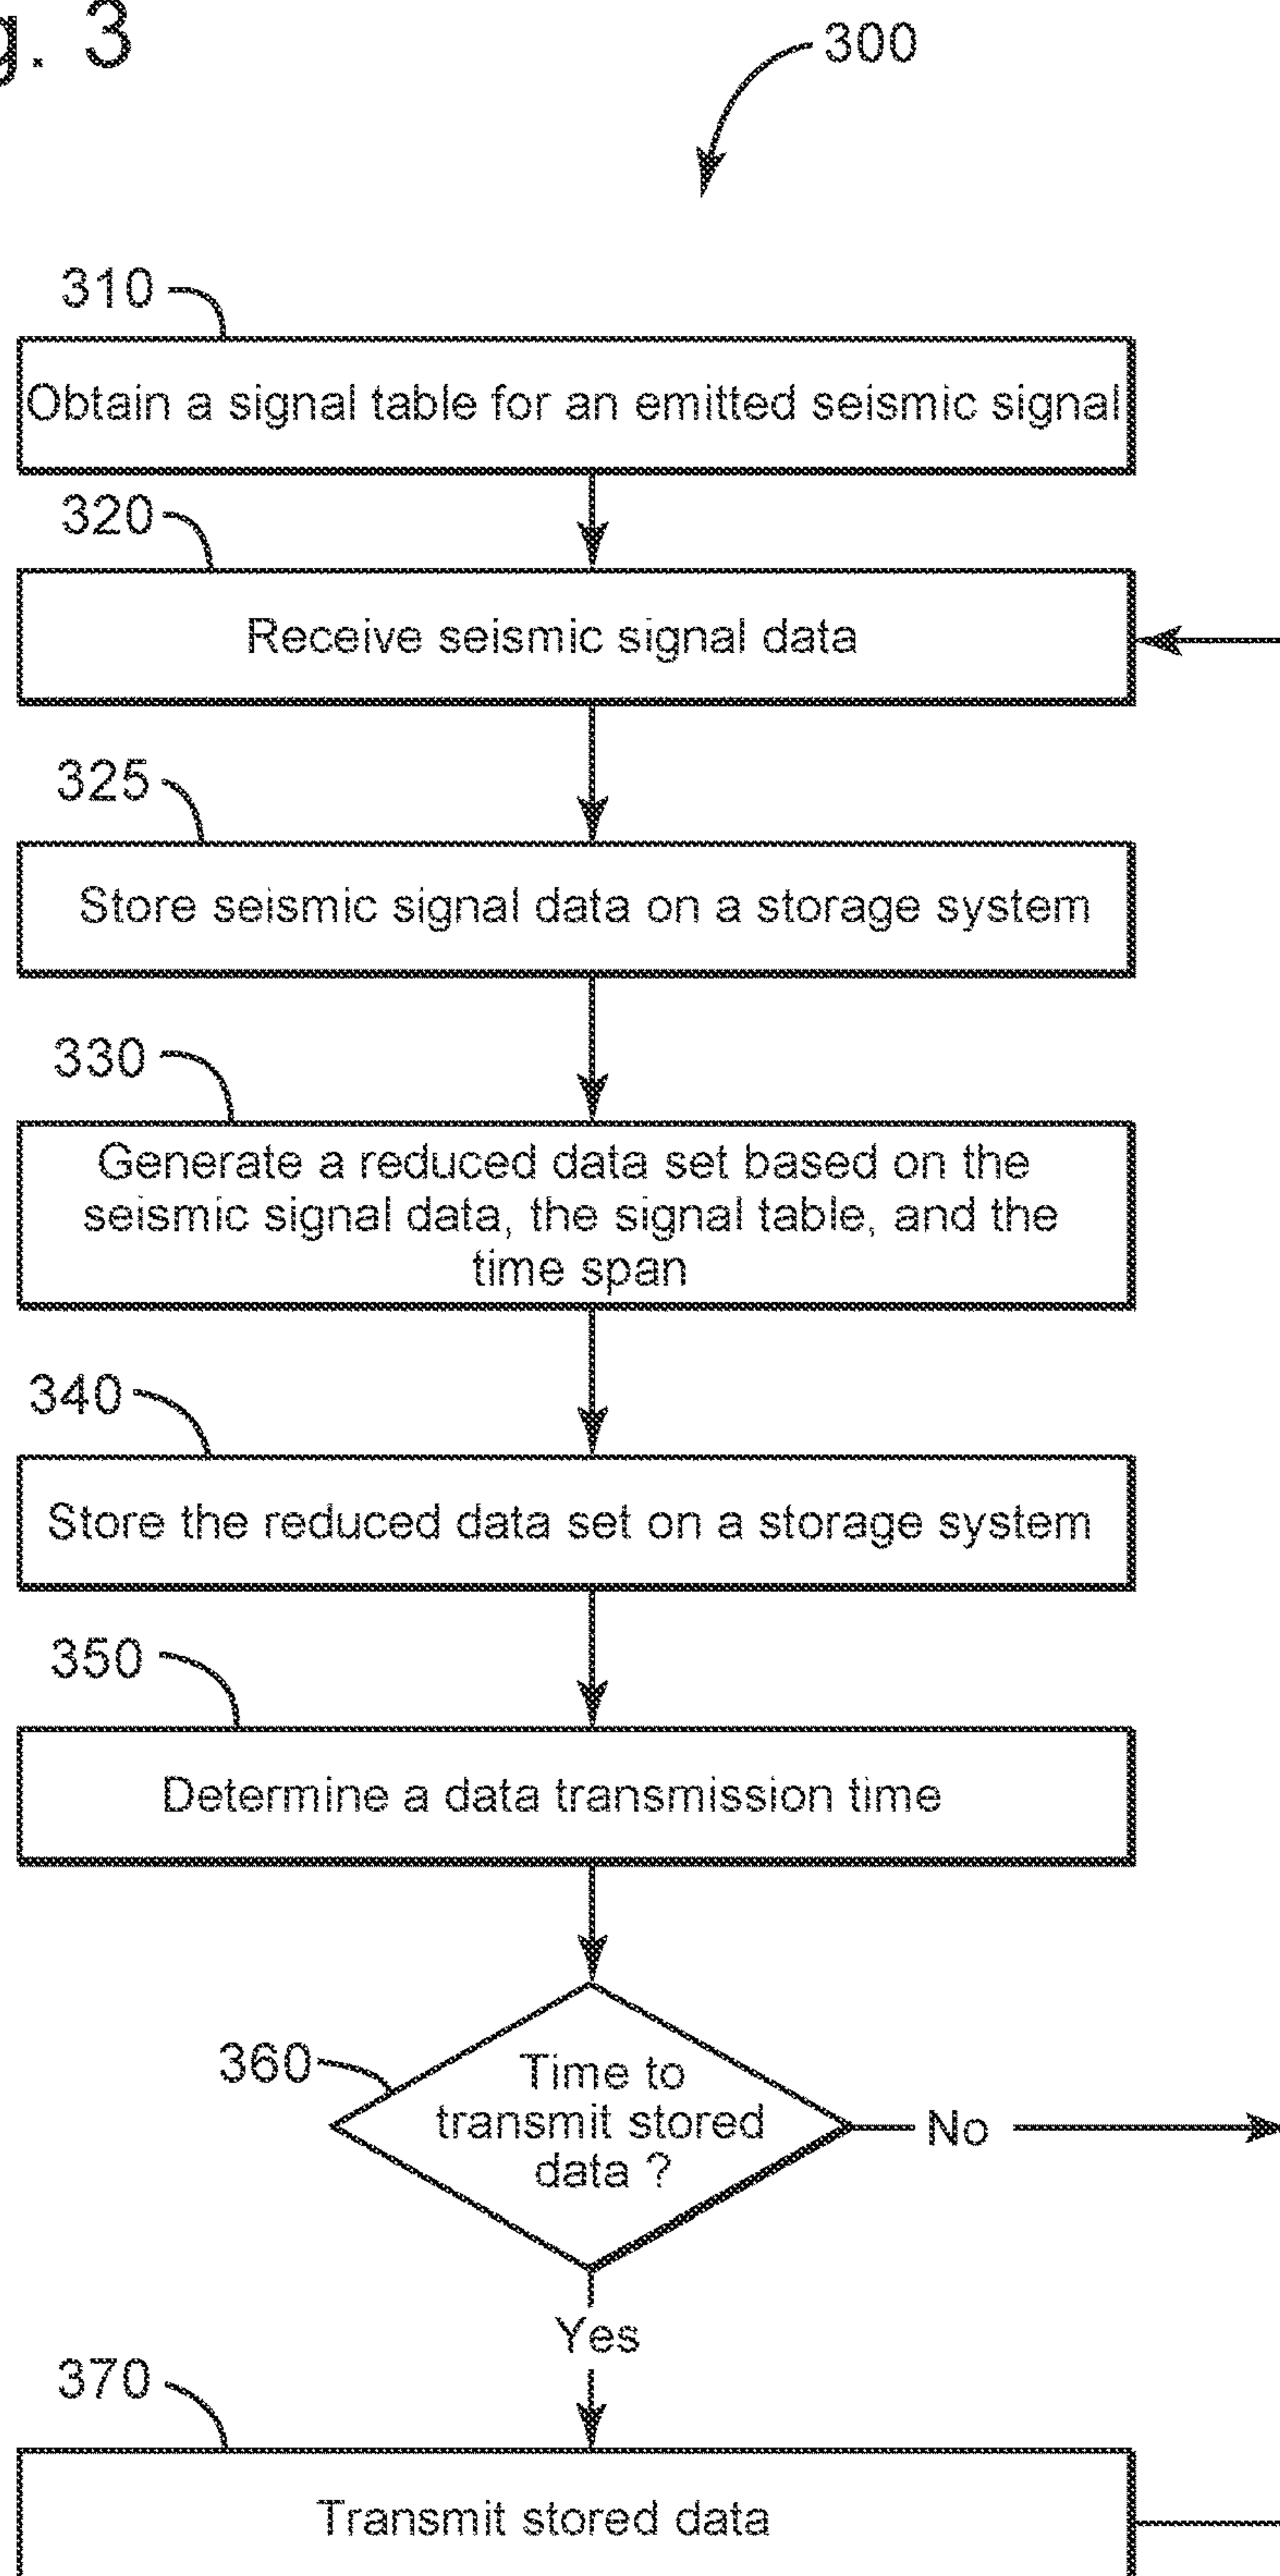 g. 3
300
310
Obtain a signal table for an emitted seismic signal
320
Receive seismic signal data
325
Store seismic signal data on a storage system
330
Generate a reduced data set based on the
seismic signal data, the signal table, and the
time span
340
Store the reduced data set on a storage system
350
Determine a data transmission time
360
Time to
transmit stored
data ?
No
Yes
370
Transmit stored data